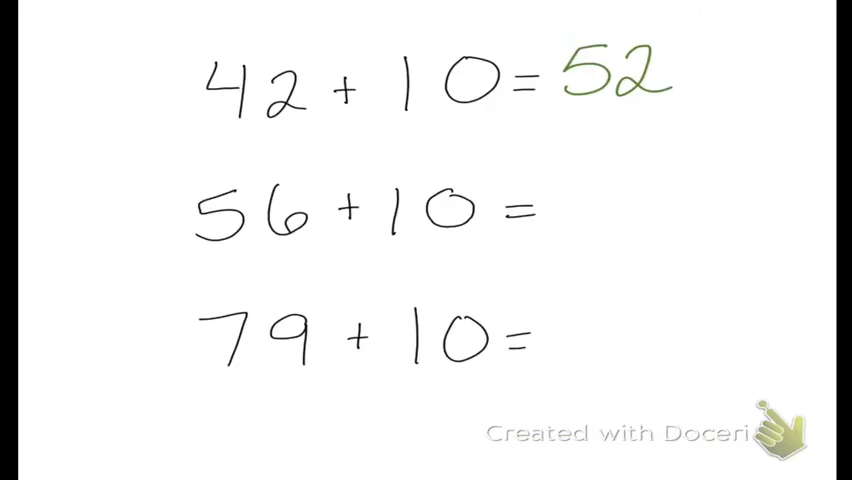 42 + 10 = 52
56 + 10 =
79 + 10 =
Created with Doceri